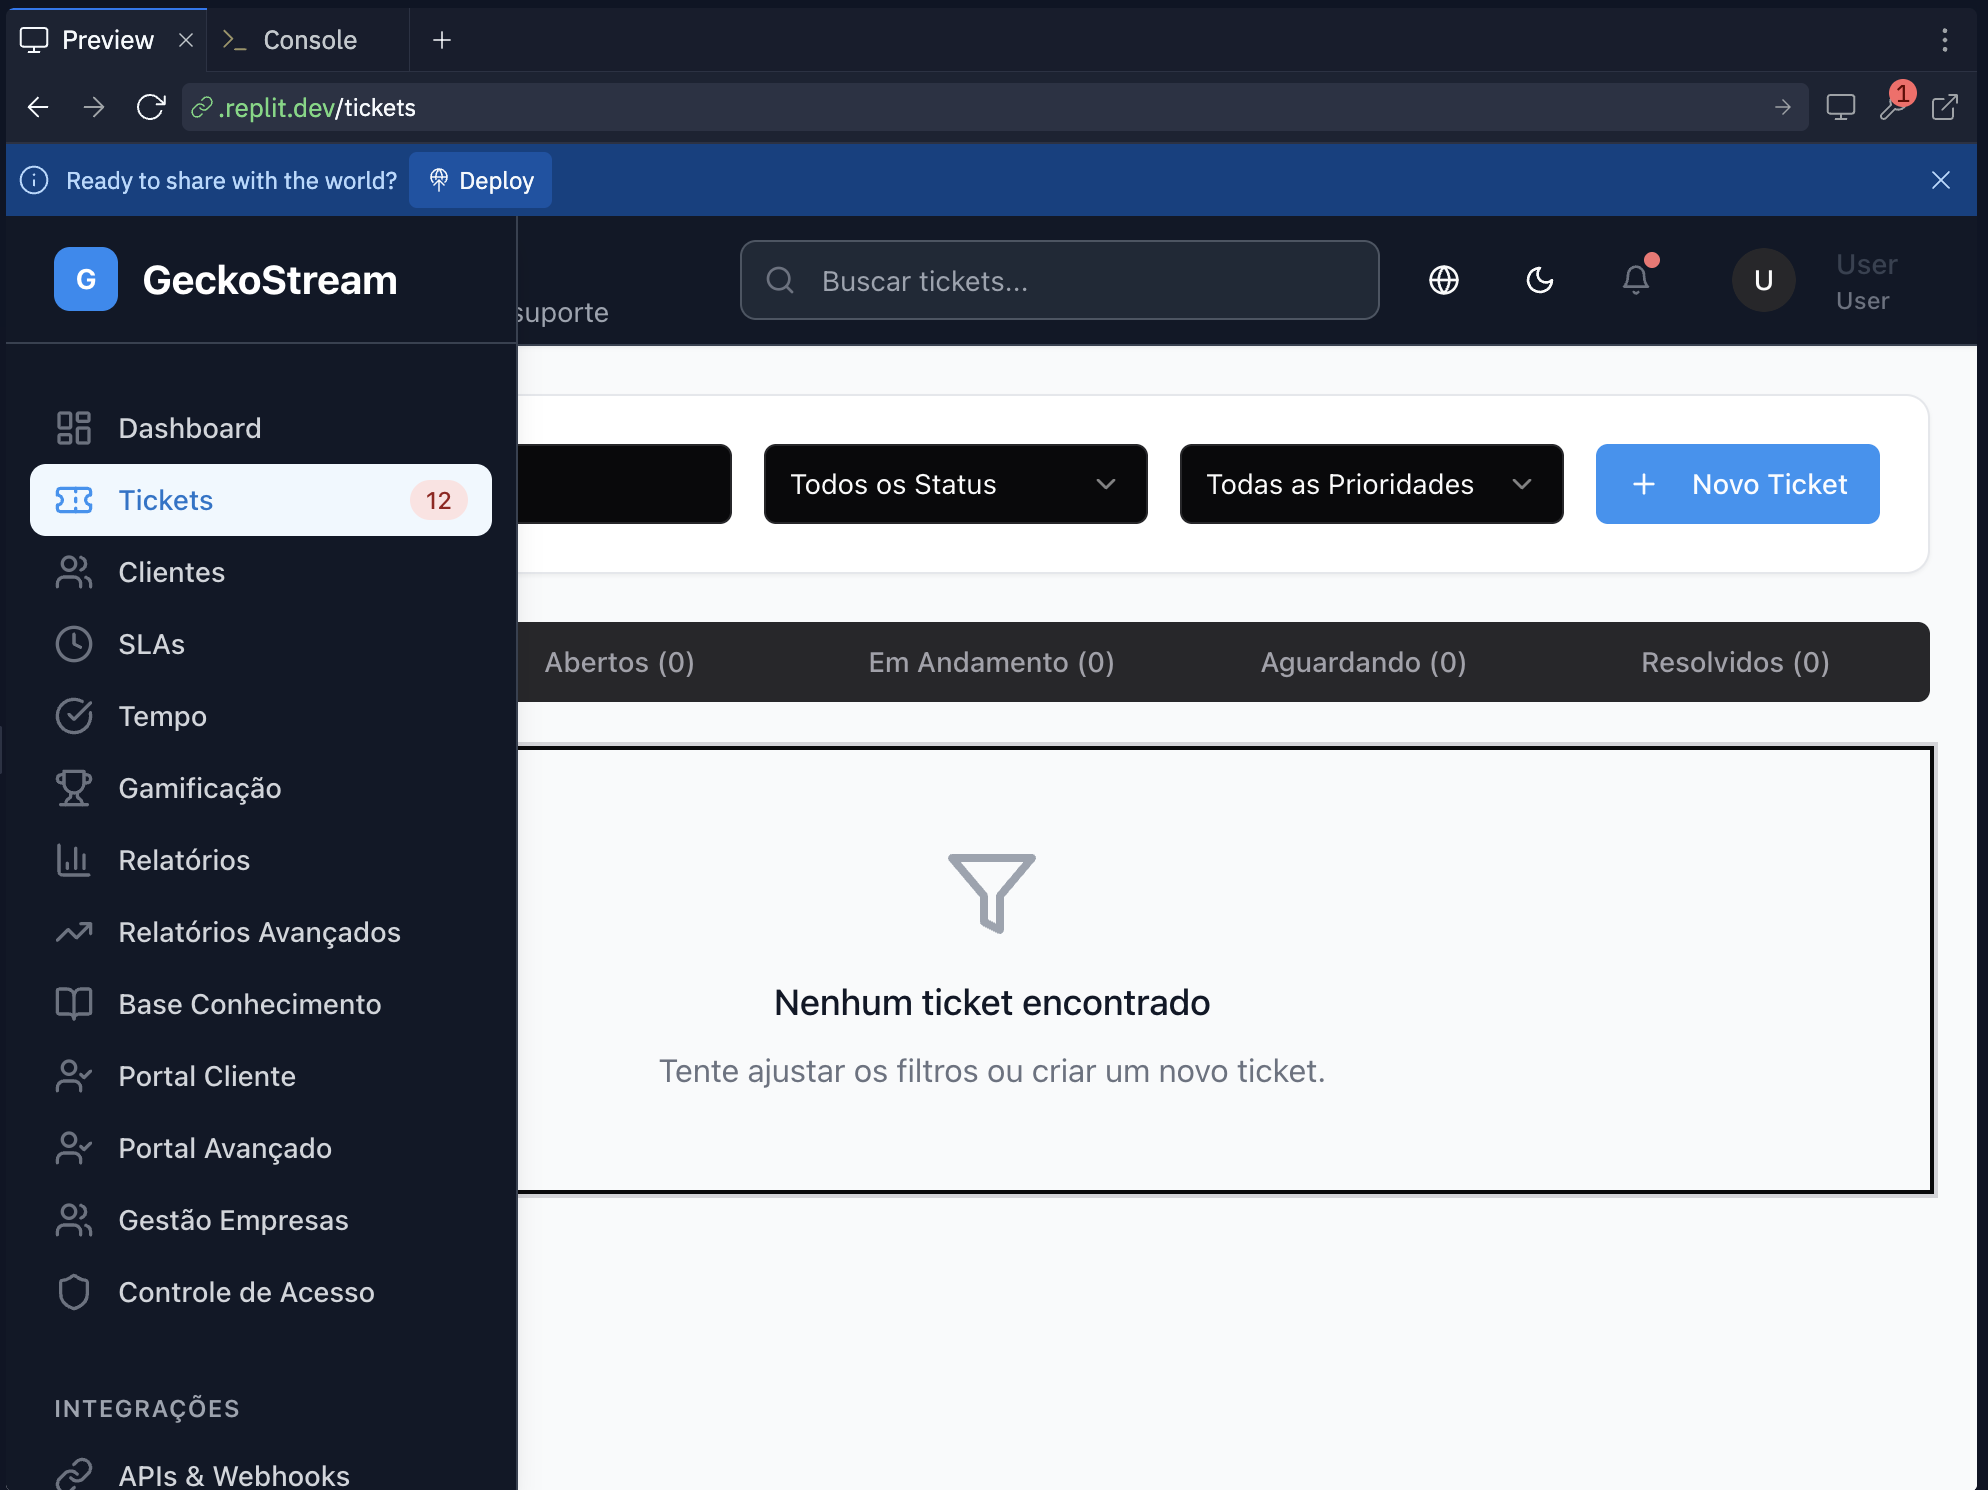 Preview
Console
.replit.dev/tickets
1
Ready to share with the world?
Deploy
G
GeckoStream
suporte
Buscar tickets...
U
User
User
Dashboard
Tickets
12
Clientes
SLAs
Tempo
Gamificação
Relatórios
Relatórios Avançados
Base Conhecimento
Portal Cliente
Portal Avançado
Gestão Empresas
Controle de Acesso
INTEGRAÇÕES
APIs & Webhooks
Todos os Status
Todas as Prioridades
Novo Ticket
Abertos (0)
Em Andamento (0)
Aguardando (0)
Resolvidos (0)
Nenhum ticket encontrado
Tente ajustar os filtros ou criar um novo ticket.